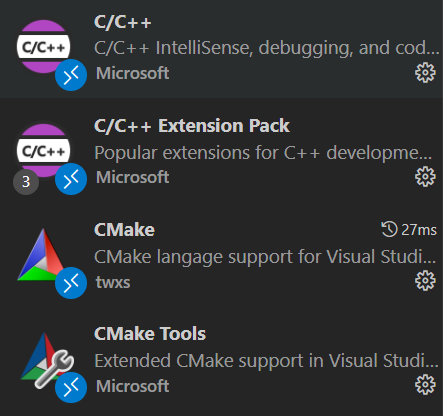 C/C++
C/C++
C/C++ IntelliSense, debugging, and cod...
Microsoft
C/C++ Extension Pack
C/C++
Popular extensions for C++ developme...
3
Microsoft
CMake
27ms
CMake langage support for Visual Studi...
twxs
CMake Tools
Extended CMake support in Visual Studi...
Microsoft